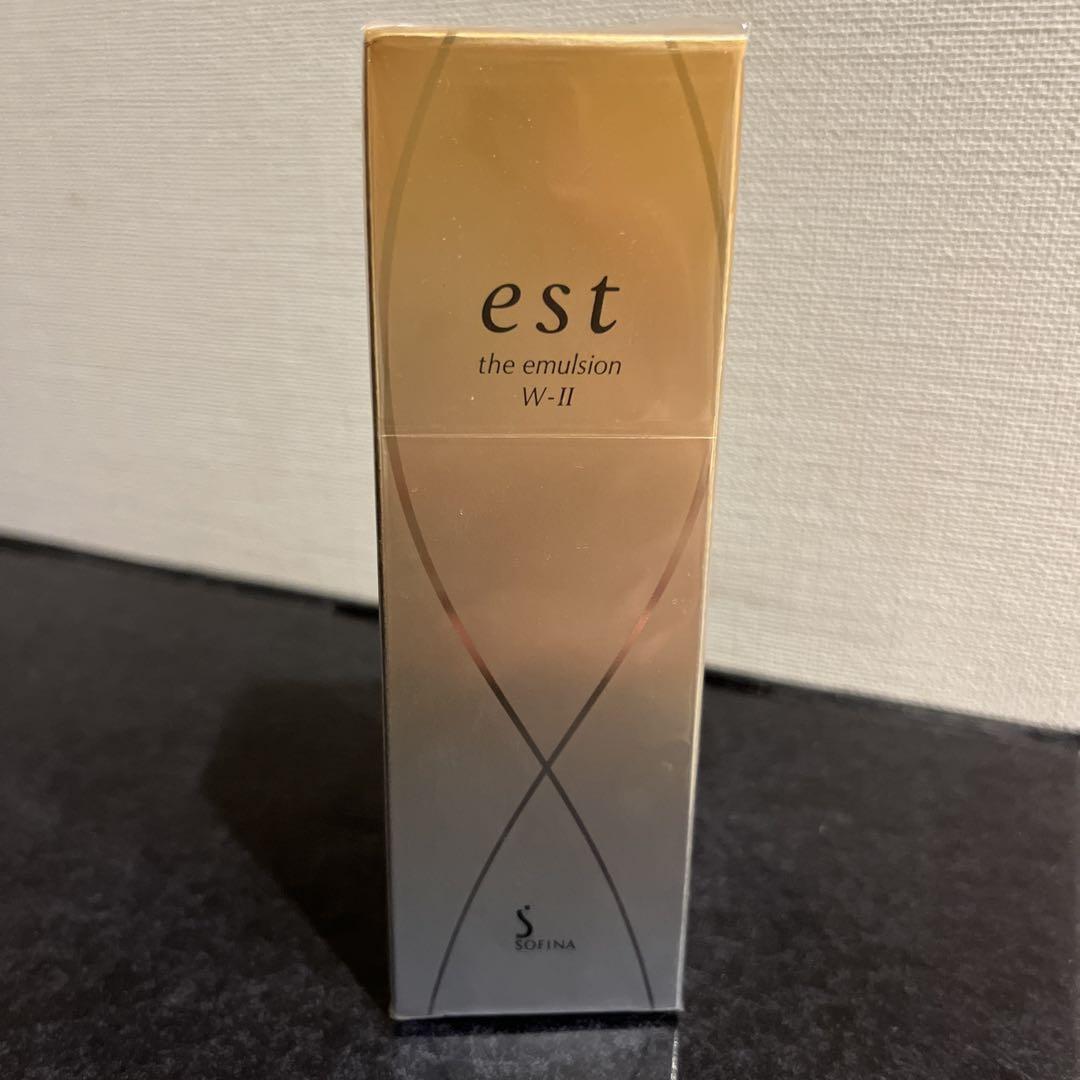 est
the emulsion
W-II
S
SOFINA